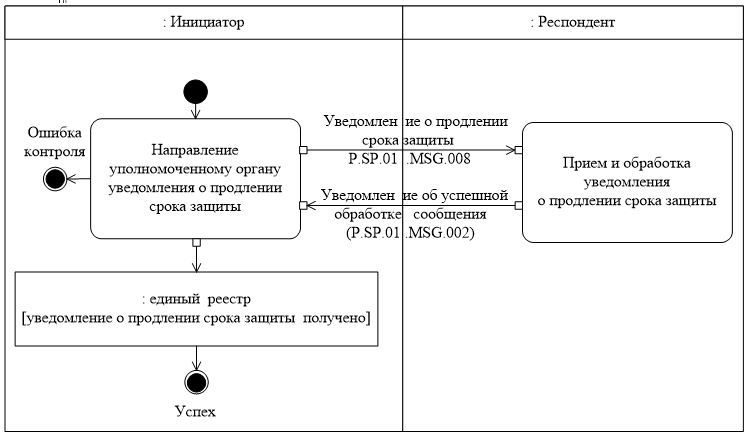 : Инициатор
: Респондент
Ошибка
контроля
Направление
уполномоченному органу
уведомления о продлении
срока защиты
Уведомление о продлении
срока защиты
P.SP.01.MSG.008
Уведомление об успешной
обработке сообщения
(P.SP.01.MSG.002)
Прием и обработка
уведомления
о продлении срока защиты
: единый реестр
[уведомление о продлении срока защиты получено]
Успех